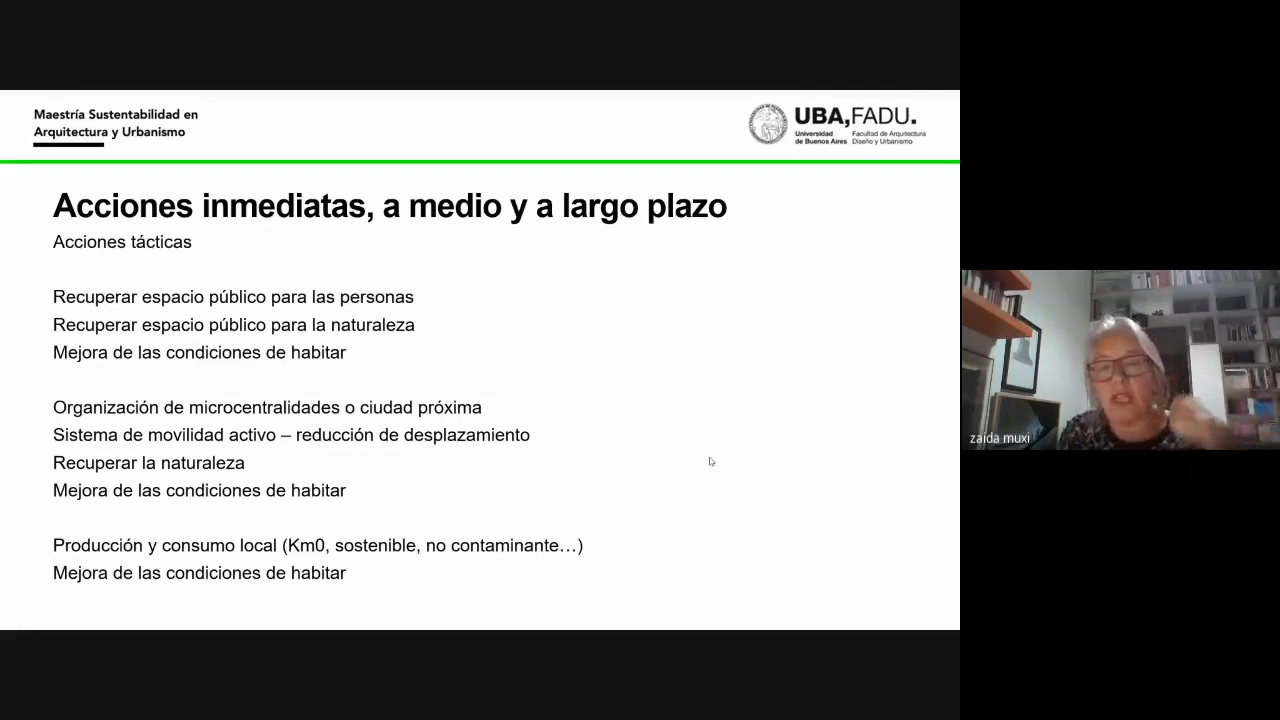 Maestría Sustentabilidad en
Arquitectura y Urbanismo
UBA,FADU.
Universidad de Buenos Aires
Facultad de Arquitectura Diseño y Urbanismo
Acciones inmediatas, a medio y a largo plazo
Acciones tácticas
Recuperar espacio público para las personas
Recuperar espacio público para la naturaleza
Mejora de las condiciones de habitar
Organización de microcentralidades o ciudad próxima
Sistema de movilidad activo – reducción de desplazamiento
Recuperar la naturaleza
Mejora de las condiciones de habitar
Producción y consumo local (Km0, sostenible, no contaminante…)
Mejora de las condiciones de habitar
zaida muxi